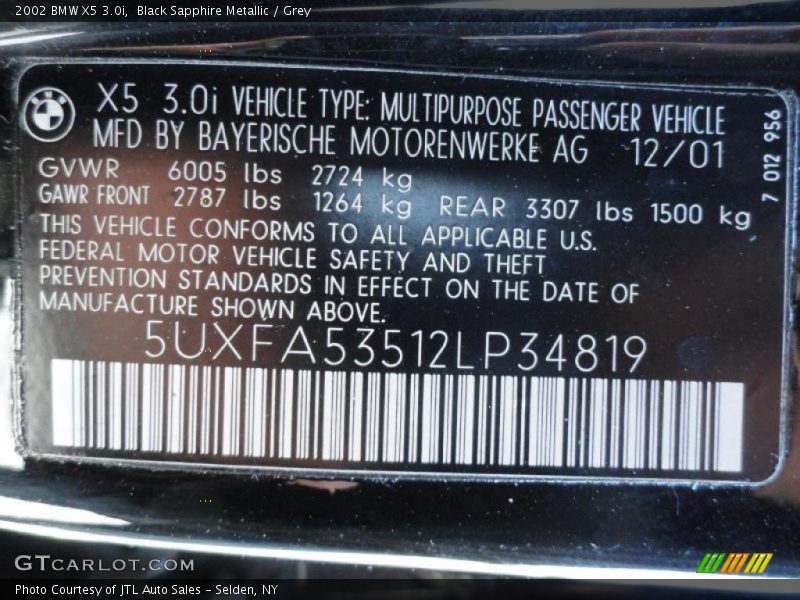 2002 BMW X5 3.0i, Black Sapphire Metallic / Grey
X5 3.0i VEHICLE TYPE: MULTIPURPOSE PASSENGER VEHICLE
MFD BY BAYERISCHE MOTORENWERKE AG 12/01
7 012 956
GVWR 6005 lbs 2724 kg
GAWR FRONT 2787 lbs 1264 kg REAR 3307 lbs 1500 kg
THIS VEHICLE CONFORMS TO ALL APPLICABLE U.S.
FEDERAL MOTOR VEHICLE SAFETY AND THEFT
PREVENTION STANDARDS IN EFFECT ON THE DATE OF
MANUFACTURE SHOWN ABOVE.
5UXFA53512LP34819
GTCARLOT.COM
Photo Courtesy of JTL Auto Sales - Selden, NY